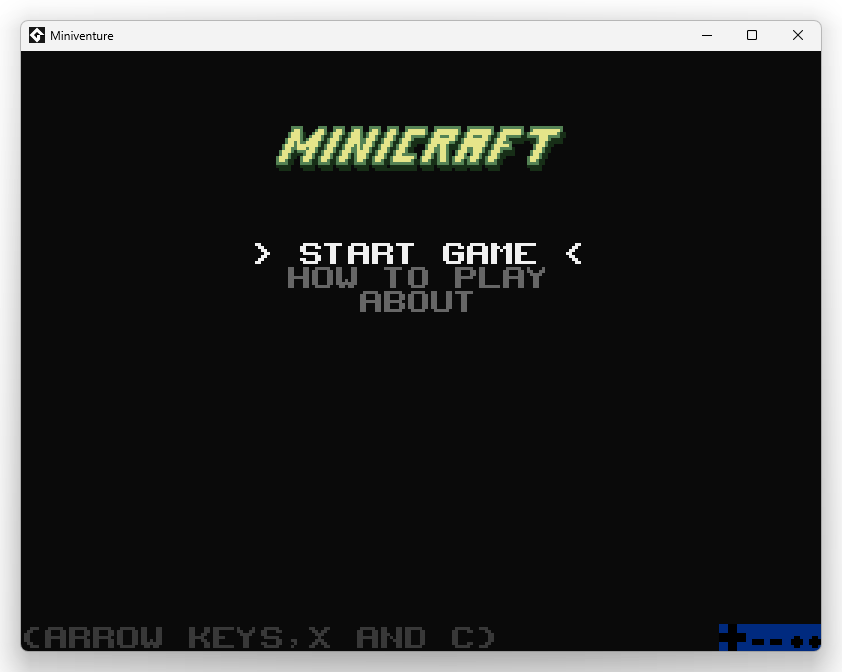 Miniventure
MINICRAFT
> START GAME <
HOW TO PLAY
ABOUT
(ARROW KEYS,X AND C)